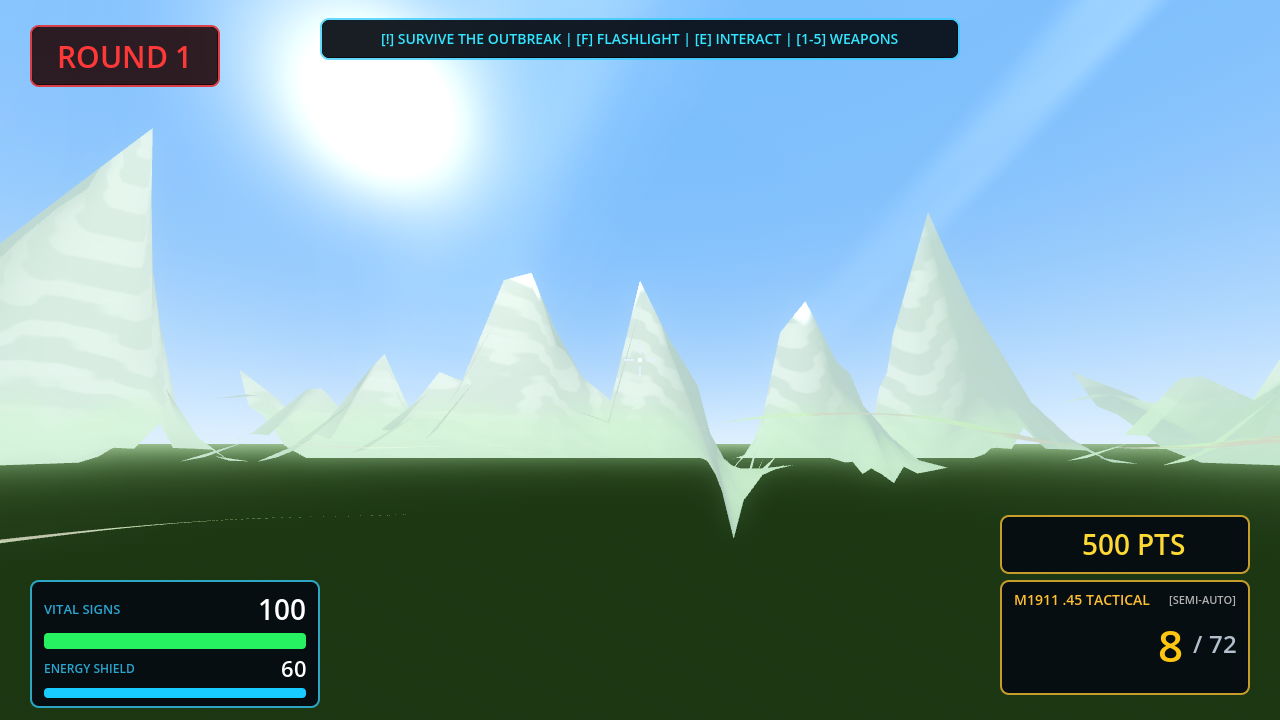 ROUND 1
[!] SURVIVE THE OUTBREAK | [F] FLASHLIGHT | [E] INTERACT | [1-5] WEAPONS
500 PTS
VITAL SIGNS 100
ENERGY SHIELD 60
M1911 .45 TACTICAL [SEMI-AUTO]
8 / 72